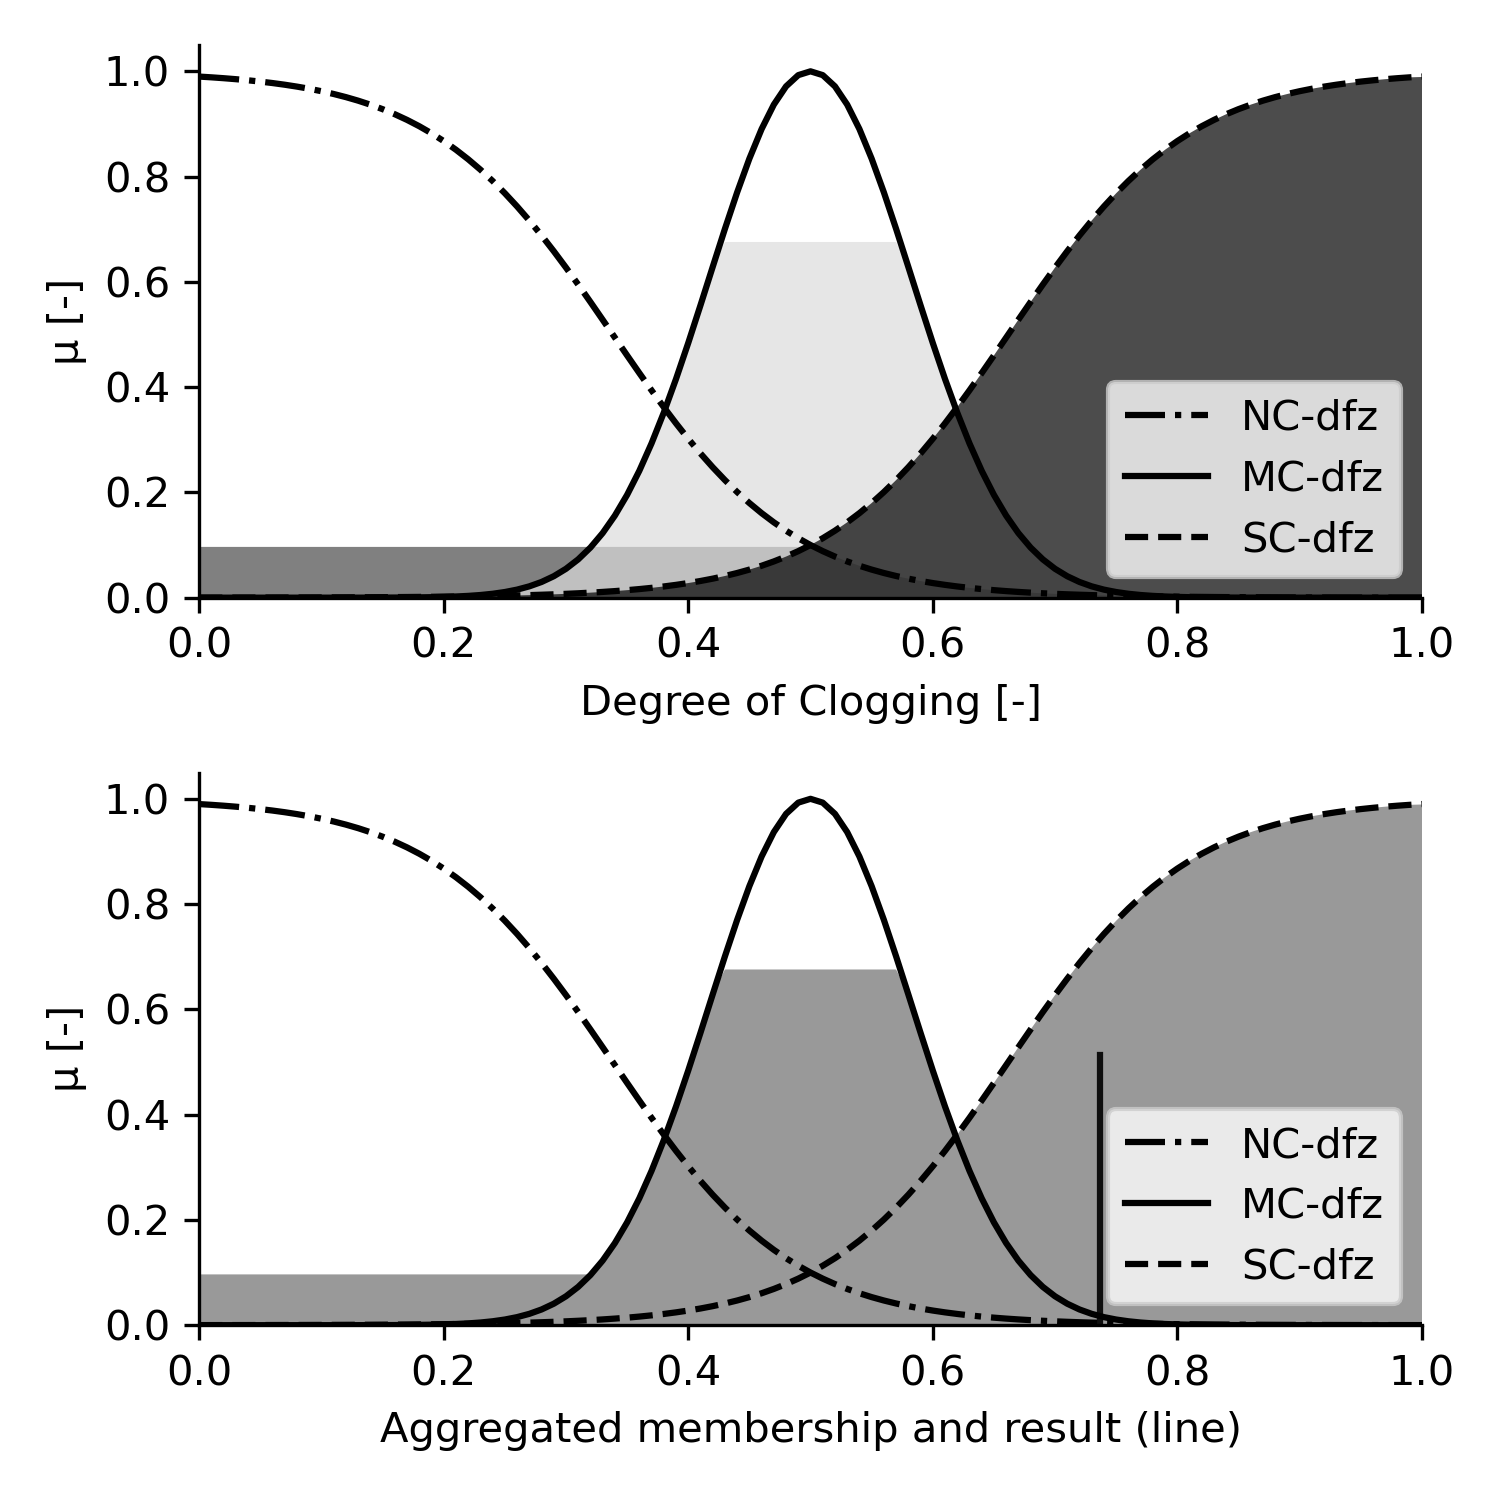 1.0
0.8
0.6
0.4
0.2
0.0
µ [-]
0.0 0.2 0.4 0.6 0.8 1.0
Degree of Clogging [-]
NC-dfz
MC-dfz
SC-dfz
1.0
0.8
0.6
0.4
0.2
0.0
µ [-]
0.0 0.2 0.4 0.6 0.8 1.0
Aggregated membership and result (line)
NC-dfz
MC-dfz
SC-dfz